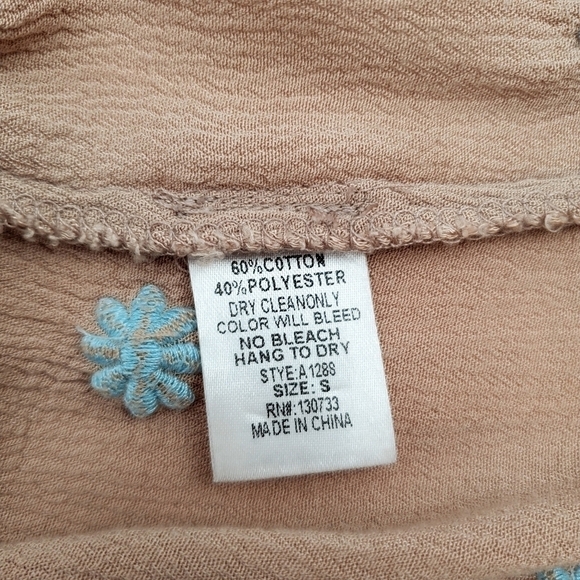 60%COTTON
40%POLYESTER
DRY CLEANONLY
COLOR WILL BLEED
NO BLEACH
HANG TO DRY
STYE:A1288
SIZE: S
RN#:130733
MADE IN CHINA